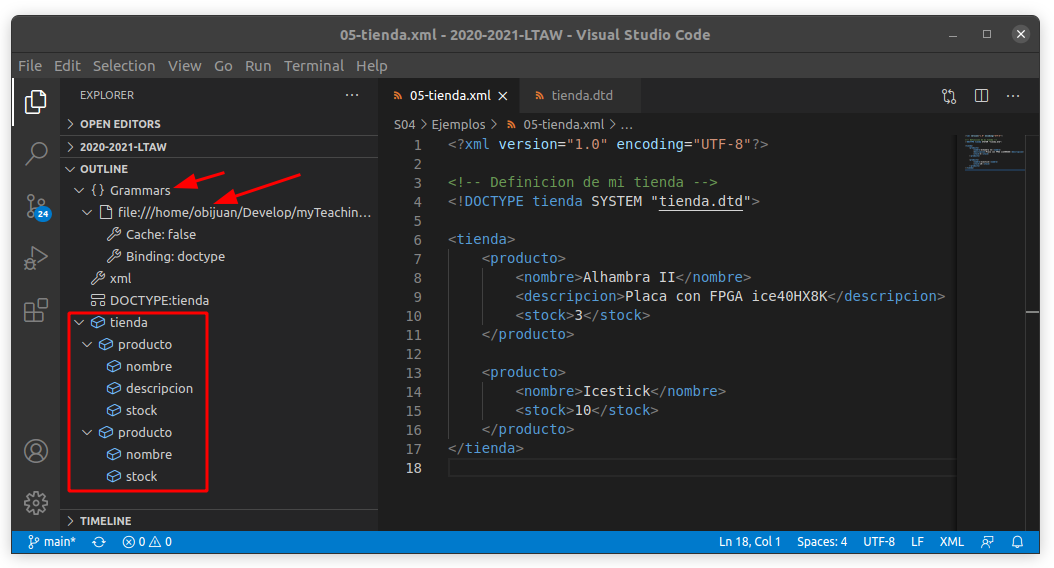 05-tienda.xml - 2020-2021-LTAW - Visual Studio Code
File Edit Selection View Go Run Terminal Help
EXPLORER
OPEN EDITORS
2020-2021-LTAW
OUTLINE
{} Grammars
file:///home/obijuan/Develop/myTeachin...
Cache: false
Binding: doctype
xml
DOCTYPE:tienda
tienda
producto
nombre
descripcion
stock
producto
nombre
stock
TIMELINE
24
05-tienda.xml
tienda.dtd
S04 > Ejemplos > 05-tienda.xml > ...
1 <?xml version="1.0" encoding="UTF-8"?>
2
3 <!-- Definicion de mi tienda -->
4 <!DOCTYPE tienda SYSTEM "tienda.dtd">
5
6 <tienda>
7 <producto>
8 <nombre>Alhambra II</nombre>
9 <descripcion>Placa con FPGA ice40HX8K</descripcion>
10 <stock>3</stock>
11 </producto>
12
13 <producto>
14 <nombre>Icestick</nombre>
15 <stock>10</stock>
16 </producto>
17 </tienda>
18
main* 0 0 Ln 18, Col 1 Spaces: 4 UTF-8 LF XML